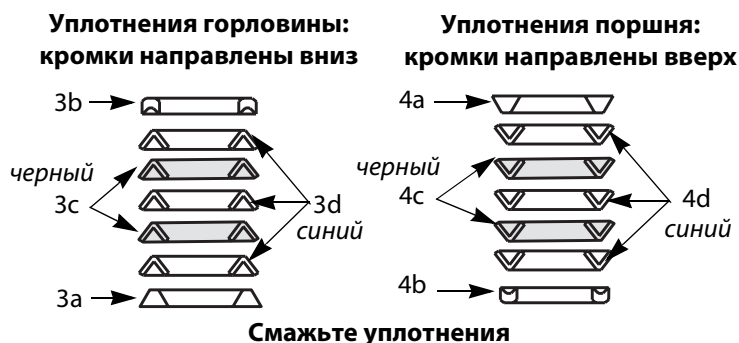 Уплотнения горловины:
кромки направлены вниз
3b
черный
3c
3d
синий
3a
Уплотнения поршня:
кромки направлены вверх
4a
черный
4c
4d
синий
4b
Смажьте уплотнения